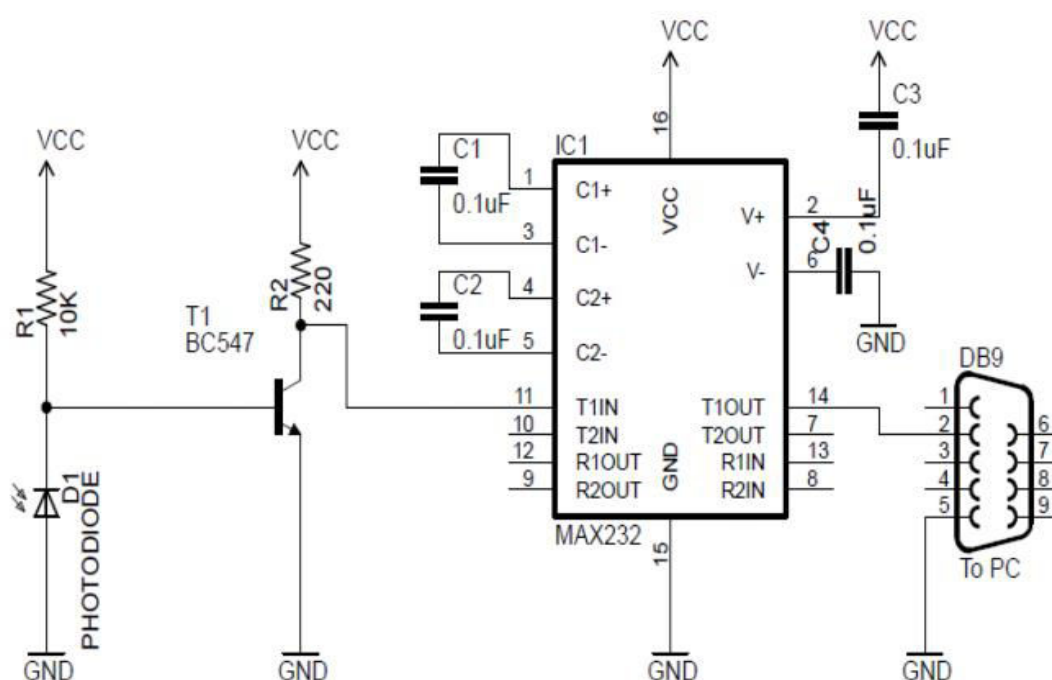 VCC
VCC
C3
0.1uF
16
VCC
VCC
C1
0.1uF
IC1
1
3
C1+
C1-
VCC
V+
2
C4
0.1uF
V-
6
R1
10K
R2
220
C2
0.1uF
4
5
C2+
C2-
GND
T1
BC547
DB9
11
T1IN
T1OUT
14
10
T2IN
T2OUT
7
12
R1OUT
R1IN
13
9
R2OUT
R2IN
8
GND
1
2
3
4
5
6
7
8
9
D1
PHOTODIODE
MAX232
15
To PC
GND
GND
GND
GND